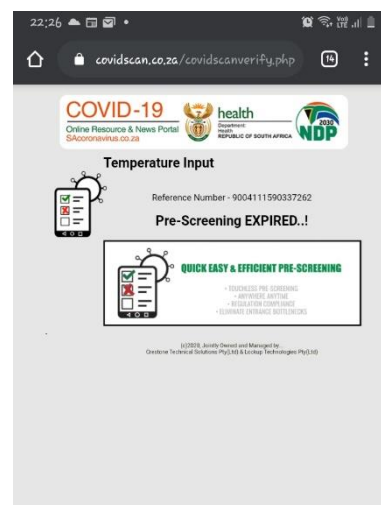 22:26
Vo))
LTE
covidscan.co.za/covidscanverify.php
14
COVID-19
Online Resource & News Portal
SAcoronavirus.co.za
health
Department:
Health
REPUBLIC OF SOUTH AFRICA
2030
NDP
Temperature Input
Reference Number - 9004111590337262
Pre-Screening EXPIRED..!
QUICK EASY & EFFICIENT PRE-SCREENING
• TOUCHLESS PRE-SCREENING
• ANYWHERE, ANYTIME
• REGULATION COMPLIANCE
• ELIMINATE ENTRANCE BOTTLENECKS
(c)2020, Jointly Owned and Managed by...
Technical Solutions Pty(Ltd) & Lookup Technologies Pty(Ltd)